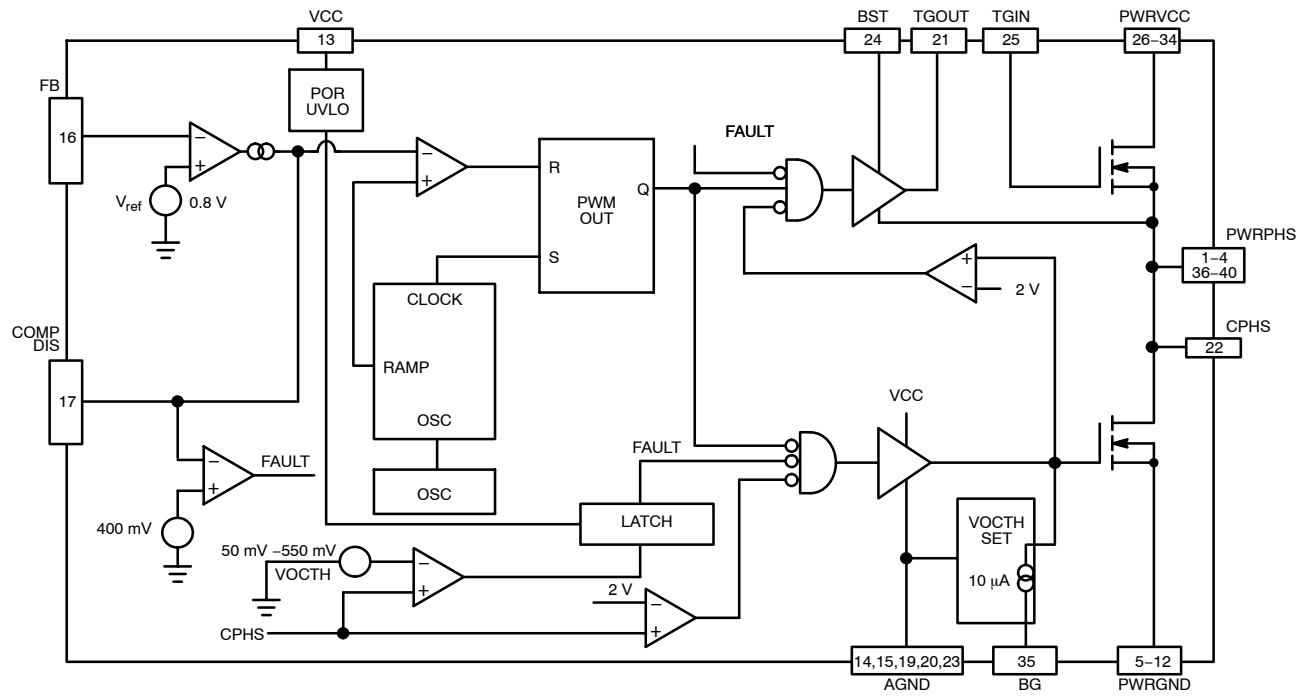 VCC
BST
TGOUT
TGIN
PWRVCC
13
24
21
25
26−34
FB
16
POR
UVLO
FAULT
−
+
Vref
0.8 V
−
+
R
Q
PWM
OUT
S
PWRPHS
1−4
36−40
+
−
2 V
CPHS
22
CLOCK
RAMP
OSC
OSC
COMP
DIS
17
−
+
FAULT
400 mV
VCC
FAULT
LATCH
VOCTH
SET
10 μA
50 mV −550 mV
VOCTH
−
+
CPHS
2 V
−
+
14,15,19,20,23
AGND
35
BG
5−12
PWRGND